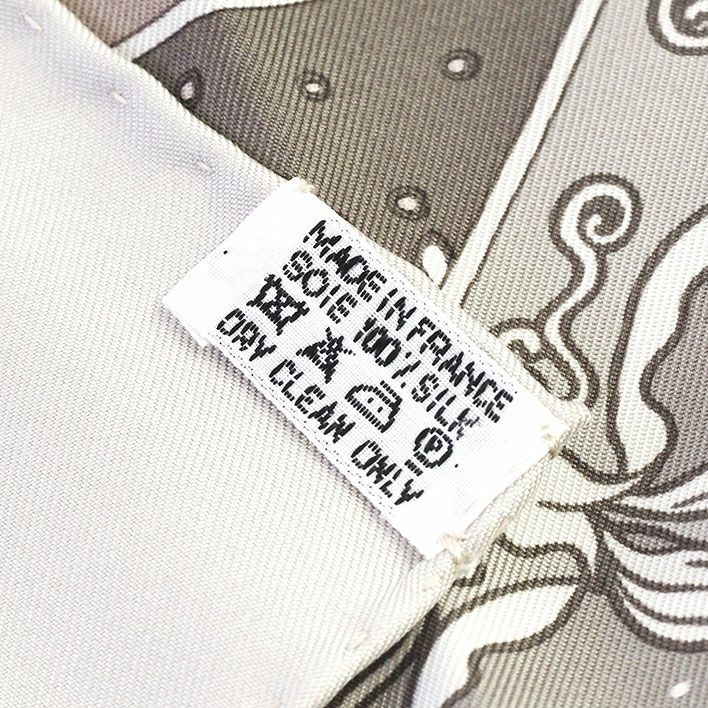 MADE IN FRANCE
SOIE 100% SILK
P
DRY CLEAN ONLY